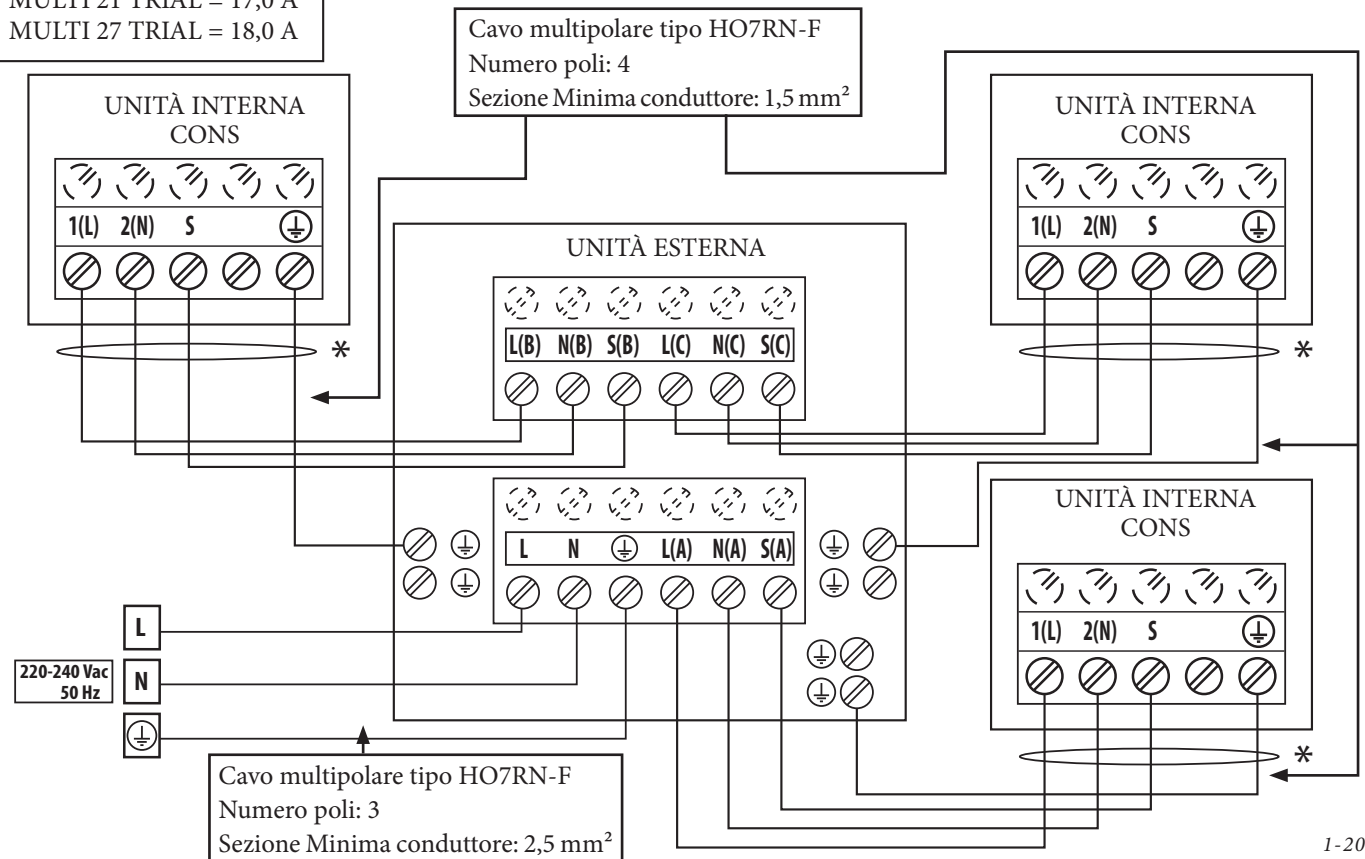 MULTI 21 TRIAL = 17,0 A
MULTI 27 TRIAL = 18,0 A
Cavo multipolare tipo HO7RN-F
Numero poli: 4
Sezione Minima conduttore: 1,5 mm²
UNITÀ INTERNA
CONS
1(L) 2(N) S
*
UNITÀ INTERNA
CONS
1(L) 2(N) S
*
UNITÀ ESTERNA
L(B) N(B) S(B) L(C) N(C) S(C)
L N L(A) N(A) S(A)
UNITÀ INTERNA
CONS
1(L) 2(N) S
*
L
220-240 Vac
50 Hz
N
Cavo multipolare tipo HO7RN-F
Numero poli: 3
Sezione Minima conduttore: 2,5 mm²
1-20